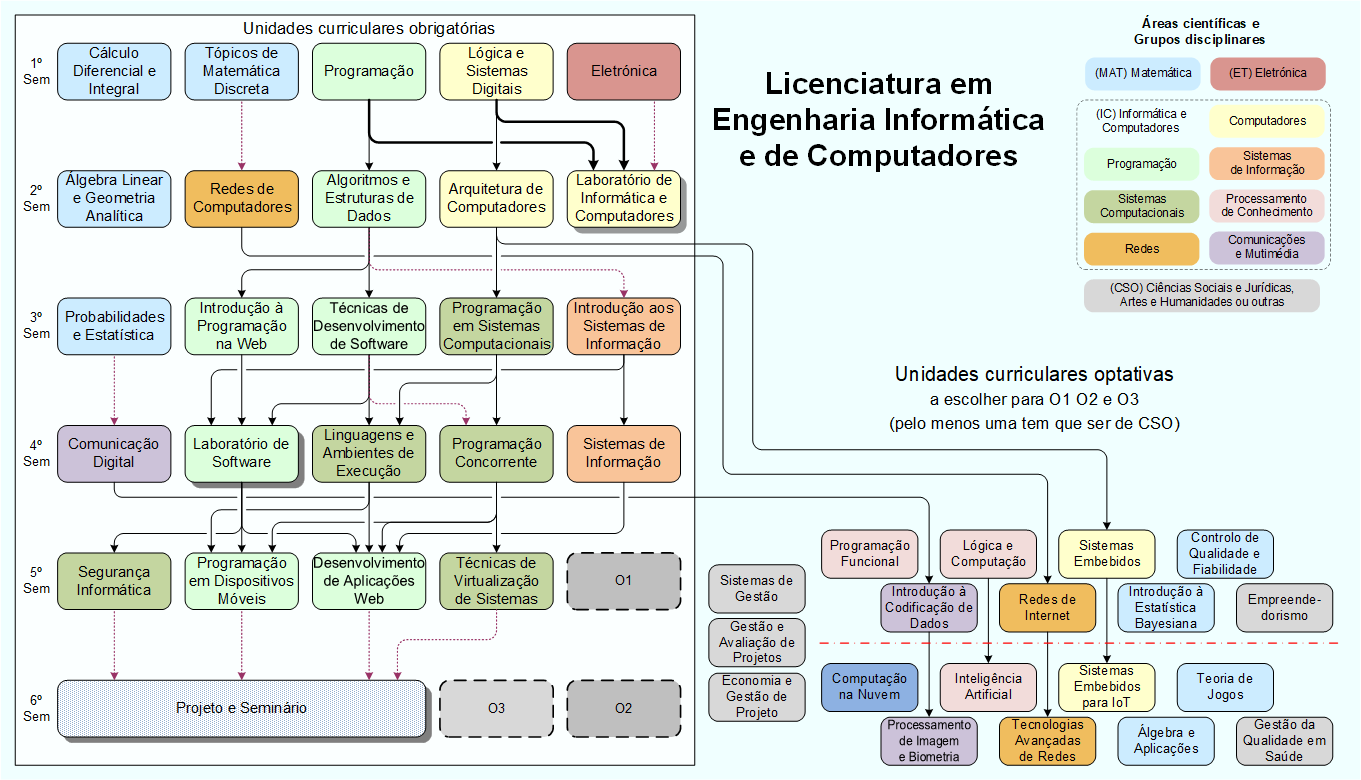 Unidades curriculares obrigatórias
1º
Sem
Cálculo
Diferencial e
Integral
Tópicos de
Matemática
Discreta
Programação
Lógica e
Sistemas
Digitais
Eletrónica
2º
Sem
Álgebra Linear
e Geometria
Analítica
Redes de
Computadores
Algoritmos e
Estruturas de
Dados
Arquitetura de
Computadores
Laboratório de
Informática e
Computadores
3º
Sem
Probabilidades
e Estatística
Introdução à
Programação
na Web
Técnicas de
Desenvolvimento
de Software
Programação
em Sistemas
Computacionais
Introdução aos
Sistemas de
Informação
4º
Sem
Comunicação
Digital
Laboratório de
Software
Linguagens e
Ambientes de
Execução
Programação
Concorrente
Sistemas de
Informação
5º
Sem
Segurança
Informática
Programação
em Dispositivos
Móveis
Desenvolvimento
de Aplicações
Web
Técnicas de
Virtualização
de Sistemas
O1
6º
Sem
Projeto e Seminário
O3
O2
Licenciatura em
Engenharia Informática
e de Computadores
Áreas científicas e
Grupos disciplinares
(MAT) Matemática
(ET) Eletrónica
(IC) Informática e
Computadores
Computadores
Programação
Sistemas
de Informação
Sistemas
Computacionais
Processamento
de Conhecimento
Redes
Comunicações
e Mutimédia
(CSO) Ciências Sociais e Jurídicas,
Artes e Humanidades ou outras
Unidades curriculares optativas
a escolher para O1 O2 e O3
(pelo menos uma tem que ser de CSO)
Programação
Funcional
Lógica e
Computação
Sistemas
Embebidos
Controlo de
Qualidade e
Fiabilidade
Sistemas de
Gestão
Introdução à
Codificação de
Dados
Redes de
Internet
Introdução à
Estatística
Bayesiana
Empreende-
dorismo
Gestão e
Avaliação de
Projetos
Economia e
Gestão de
Projeto
Computação
na Nuvem
Inteligência
Artificial
Sistemas
Embebidos
para IoT
Teoria de
Jogos
Processamento
de Imagem
e Biometria
Tecnologias
Avançadas
de Redes
Álgebra e
Aplicações
Gestão da
Qualidade em
Saúde